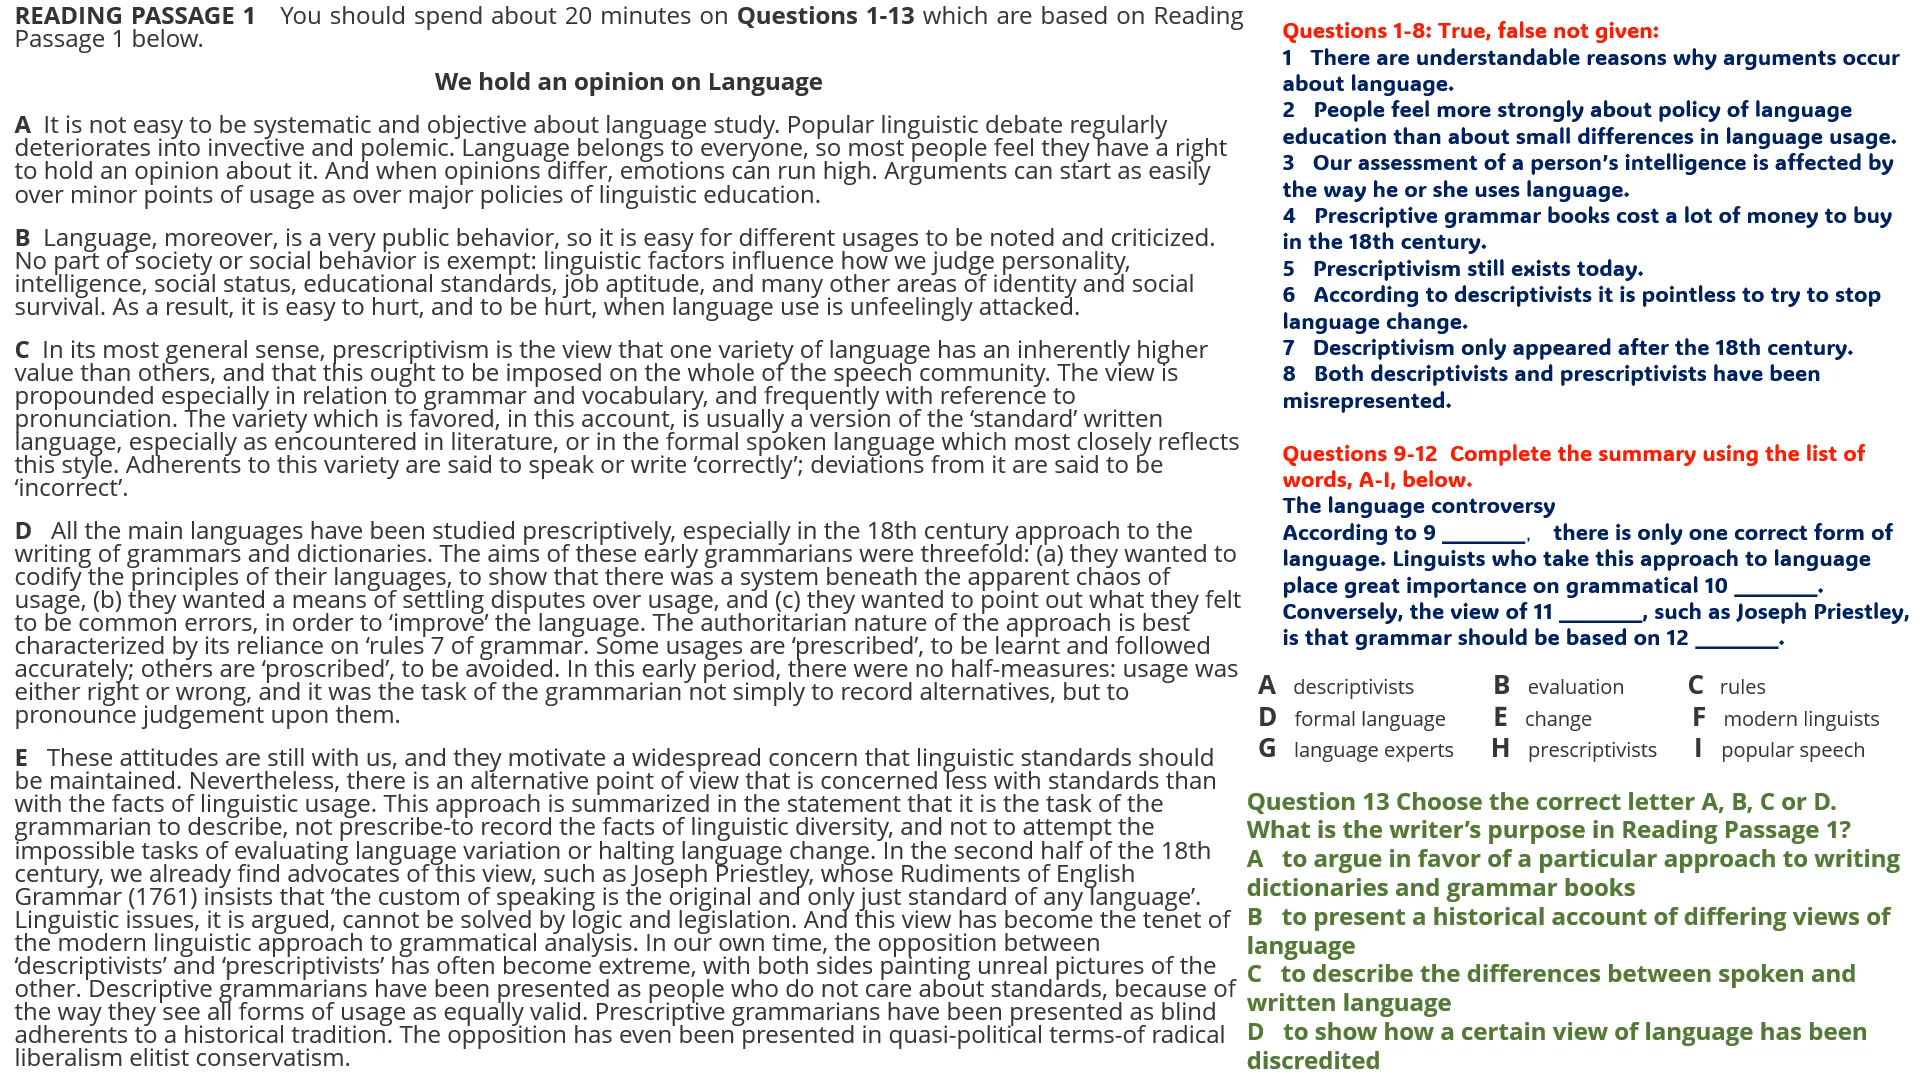 READING PASSAGE 1 You should spend about 20 minutes on Questions 1-13 which are based on Reading
Passage 1 below.
We hold an opinion on Language
A It is not easy to be systematic and objective about language study. Popular linguistic debate regularly
deteriorates into invective and polemic. Language belongs to everyone, so most people feel they have a right
to hold an opinion about it. And when opinions differ, emotions can run high. Arguments can start as easily
over minor points of usage as over major policies of linguistic education.
B Language, moreover, is a very public behavior, so it is easy for different usages to be noted and criticized.
No part of society or social behavior is exempt: linguistic factors influence how we judge personality,
intelligence, social status, educational standards, job aptitude, and many other areas of identity and social
survival. As a result, it is easy to hurt, and to be hurt, when language use is unfeelingly attacked.
C In its most general sense, prescriptivism is the view that one variety of language has an inherently higher
value than others, and that this ought to be imposed on the whole of the speech community. The view is
propounded especially in relation to grammar and vocabulary, and frequently with reference to
pronunciation. The variety which is favored, in this account, is usually a version of the ‘standard’ written
language, especially as encountered in literature, or in the formal spoken language which most closely reflects
this style. Adherents to this variety are said to speak or write ‘correctly’; deviations from it are said to be
‘incorrect’.
D All the main languages have been studied prescriptively, especially in the 18th century approach to the
writing of grammars and dictionaries. The aims of these early grammarians were threefold: (a) they wanted to
codify the principles of their languages, to show that there was a system beneath the apparent chaos of
usage, (b) they wanted a means of settling disputes over usage, and (c) they wanted to point out what they felt
to be common errors, in order to ‘improve’ the language. The authoritarian nature of the approach is best
characterized by its reliance on ‘rules 7 of grammar. Some usages are ‘prescribed’, to be learnt and followed
accurately; others are ‘proscribed’, to be avoided. In this early period, there were no half-measures: usage was
either right or wrong, and it was the task of the grammarian not simply to record alternatives, but to
pronounce judgement upon them.
E These attitudes are still with us, and they motivate a widespread concern that linguistic standards should
be maintained. Nevertheless, there is an alternative point of view that is concerned less with standards than
with the facts of linguistic usage. This approach is summarized in the statement that it is the task of the
grammarian to describe, not prescribe-to record the facts of linguistic diversity, and not to attempt the
impossible tasks of evaluating language variation or halting language change. In the second half of the 18th
century, we already find advocates of this view, such as Joseph Priestley, whose Rudiments of English
Grammar (1761) insists that ‘the custom of speaking is the original and only just standard of any language’.
Linguistic issues, it is argued, cannot be solved by logic and legislation. And this view has become the tenet of
the modern linguistic approach to grammatical analysis. In our own time, the opposition between
‘descriptivists’ and ‘prescriptivists’ has often become extreme, with both sides painting unreal pictures of the
other. Descriptive grammarians have been presented as people who do not care about standards, because of
the way they see all forms of usage as equally valid. Prescriptive grammarians have been presented as blind
adherents to a historical tradition. The opposition has even been presented in quasi-political terms-of radical
liberalism elitist conservatism.
Questions 1-8: True, false not given:
1 There are understandable reasons why arguments occur
about language.
2 People feel more strongly about policy of language
education than about small differences in language usage.
3 Our assessment of a person’s intelligence is affected by
the way he or she uses language.
4 Prescriptive grammar books cost a lot of money to buy
in the 18th century.
5 Prescriptivism still exists today.
6 According to descriptivists it is pointless to try to stop
language change.
7 Descriptivism only appeared after the 18th century.
8 Both descriptivists and prescriptivists have been
misrepresented.
Questions 9-12 Complete the summary using the list of
words, A-I, below.
The language controversy
According to 9 _______, there is only one correct form of
language. Linguists who take this approach to language
place great importance on grammatical 10 _______.
Conversely, the view of 11 _______, such as Joseph Priestley,
is that grammar should be based on 12 _______.
A descriptivists B evaluation C rules
D formal language E change F modern linguists
G language experts H prescriptivists I popular speech
Question 13 Choose the correct letter A, B, C or D.
What is the writer’s purpose in Reading Passage 1?
A to argue in favor of a particular approach to writing
dictionaries and grammar books
B to present a historical account of differing views of
language
C to describe the differences between spoken and
written language
D to show how a certain view of language has been
discredited